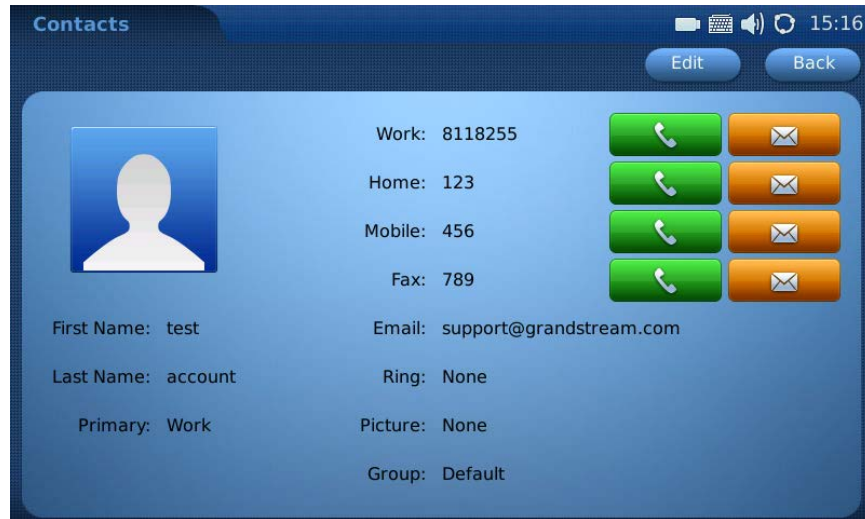 Contacts 15:16
Edit Back
Work: 8118255
Home: 123
Mobile: 456
Fax: 789
First Name: test Email: support@grandstream.com
Last Name: account Ring: None
Primary: Work Picture: None
Group: Default